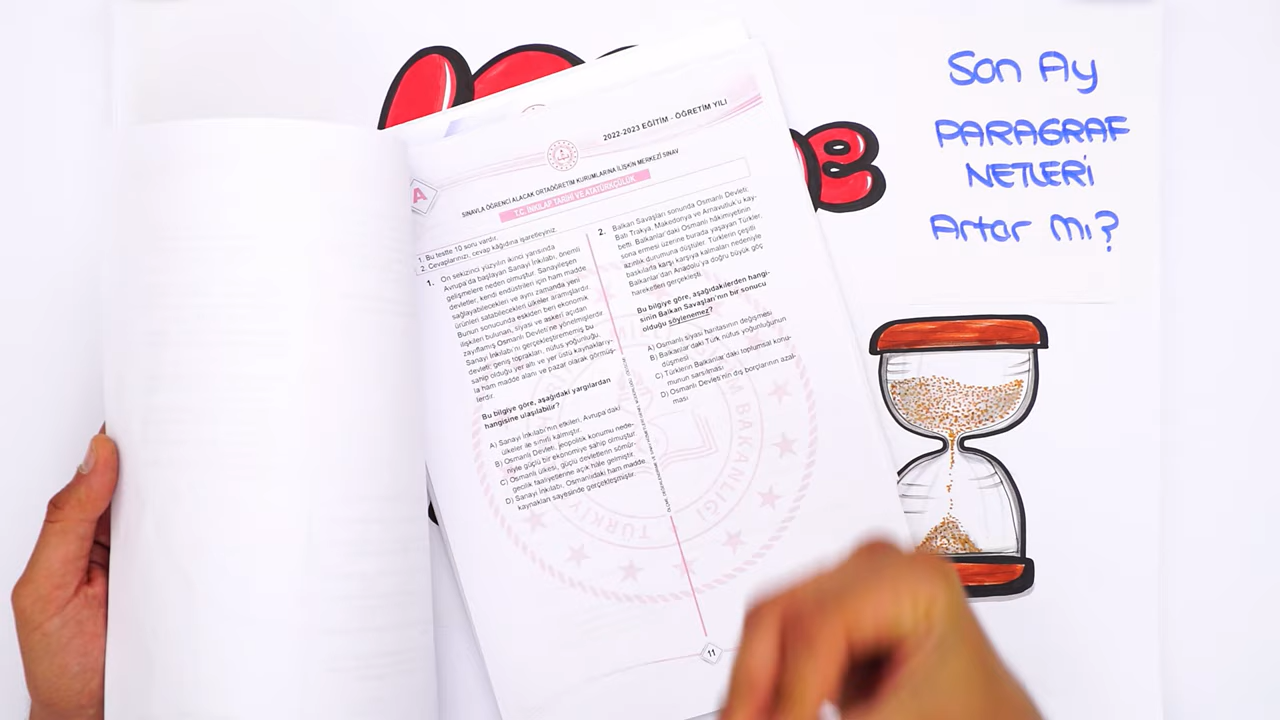 Son Ay
PARAGRAF
NETLERİ
Artar Mı?
2022-2023 EĞİTİM - ÖĞRETİM YILI
SINAVLA ÖĞRENCİ ALACAK ORTAÖĞRETİM KURUMLARINA İLİŞKİN MERKEZÎ SINAV
A
T.C. İNKILAP TARİHİ VE ATATÜRKÇÜLÜK
1. Bu testte 10 soru vardır.
2. Cevaplarınızı, cevap kâğıdına işaretleyiniz.
1. On sekizinci yüzyılın ikinci yarısında
Avrupa'da başlayan Sanayi İnkılabı, önemli
gelişmelere neden olmuştur. Sanayileşen
devletler, kendi endüstrileri için ham madde
sağlayabilecekleri ve aynı zamanda yeni
ürünleri satabilecekleri ülkeler aramışlardır.
Bunun sonucunda eskiden beri ekonomik
ilişkileri bulunan, siyasi ve askerî açıdan
zayıflamış Osmanlı Devleti'ne yönelmişlerdir.
Sanayi İnkılabı'nı gerçekleştirememiş bu
devleti; geniş toprakları, nüfus yoğunluğu,
sahip olduğu yer altı ve yer üstü kaynaklarıy-
la ham madde alanı ve pazar olarak görmüş-
lerdir.
Bu bilgiye göre, aşağıdaki yargılardan
hangisine ulaşılabilir?
A) Sanayi İnkılabı'nın etkileri, Avrupa'daki
ülkeler ile sınırlı kalmıştır.
B) Osmanlı Devleti, jeopolitik konumu nede-
niyle güçlü bir ekonomiye sahip olmuştur.
C) Osmanlı ülkesi, güçlü devletlerin sömür-
gecilik faaliyetlerine açık hâle gelmiştir.
D) Sanayi İnkılabı, Osmanlıdaki ham madde
kaynakları sayesinde gerçekleşmiştir.
2. Balkan Savaşları sonunda Osmanlı Devleti,
Batı Trakya, Makedonya ve Arnavutluk'u kay-
betti. Balkanlar'daki Osmanlı hâkimiyetinin
sona ermesi üzerine burada yaşayan Türkler,
azınlık durumuna düştüler. Türklerin çeşitli
baskılarla karşı karşıya kalmaları nedeniyle
Balkanlar'dan Anadolu'ya doğru büyük göç
hareketleri gerçekleşti.
Bu bilgiye göre, aşağıdakilerden hangi-
sinin Balkan Savaşları'nın bir sonucu
olduğu söylenemez?
A) Osmanlı siyasi haritasının değişmesi
B) Balkanlar'daki Türk nüfus yoğunluğunun
düşmesi
C) Türklerin Balkanlar'daki toplumsal konu-
munun sarsılması
D) Osmanlı Devleti'nin dış borçlarının azal-
ması
11